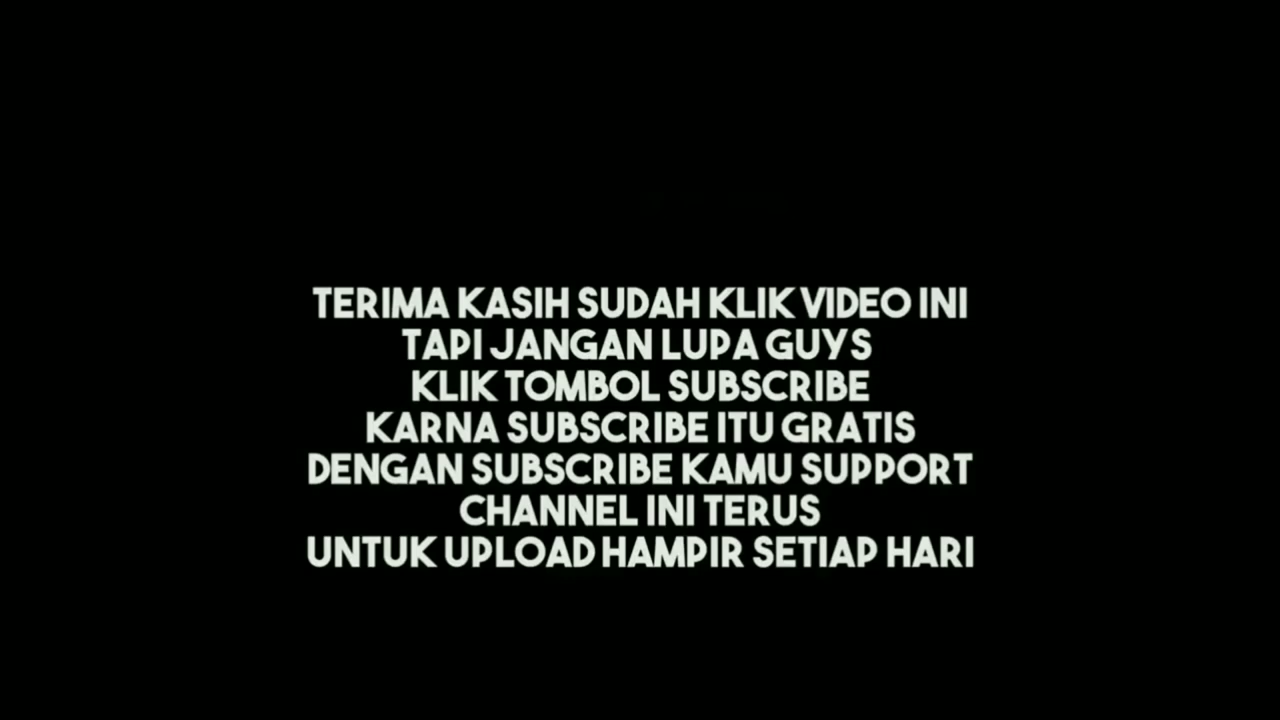 TERIMA KASIH SUDAH KLIK VIDEO INI
TAPI JANGAN LUPA GUYS
KLIK TOMBOL SUBSCRIBE
KARNA SUBSCRIBE ITU GRATIS
DENGAN SUBSCRIBE KAMU SUPPORT
CHANNEL INI TERUS
UNTUK UPLOAD HAMPIR SETIAP HARI